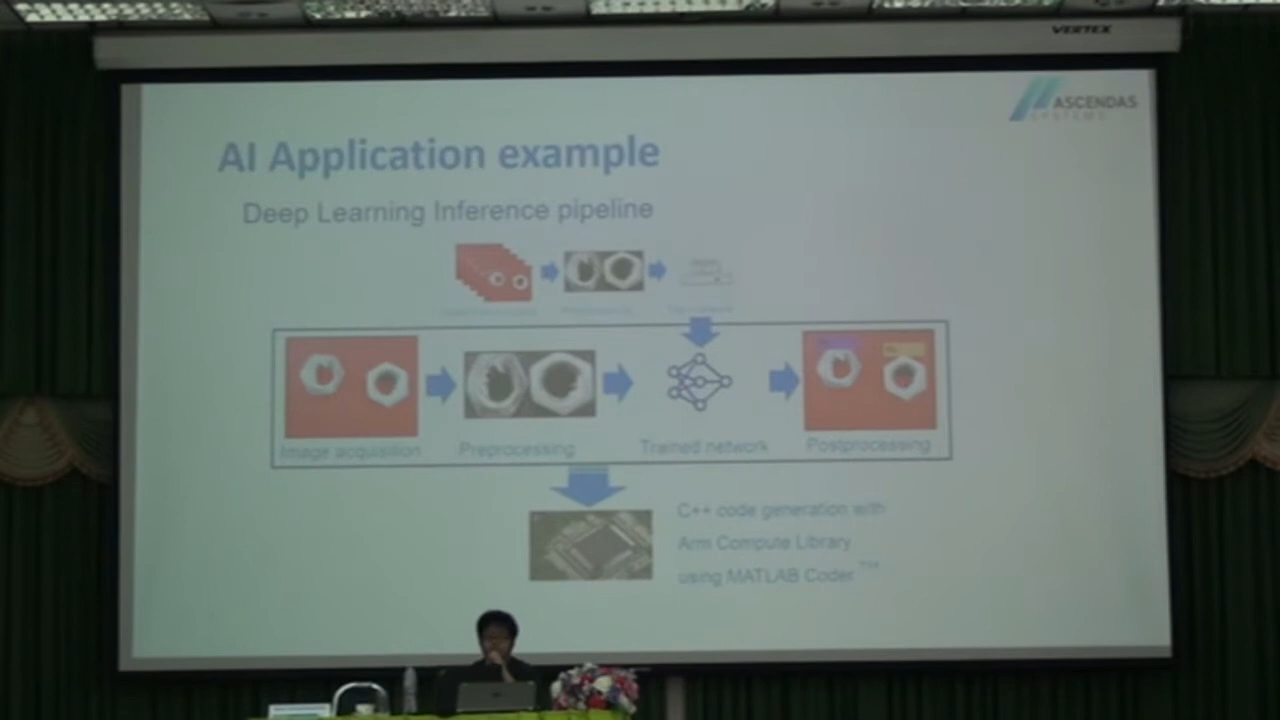 VERTEX
ASCENDAS
SYSTEMS
AI Application example
Deep Learning Inference pipeline
Image acquisition
Preprocessing
Trained network
Postprocessing
C++ code generation with
Arm Compute Library
using MATLAB Coder™